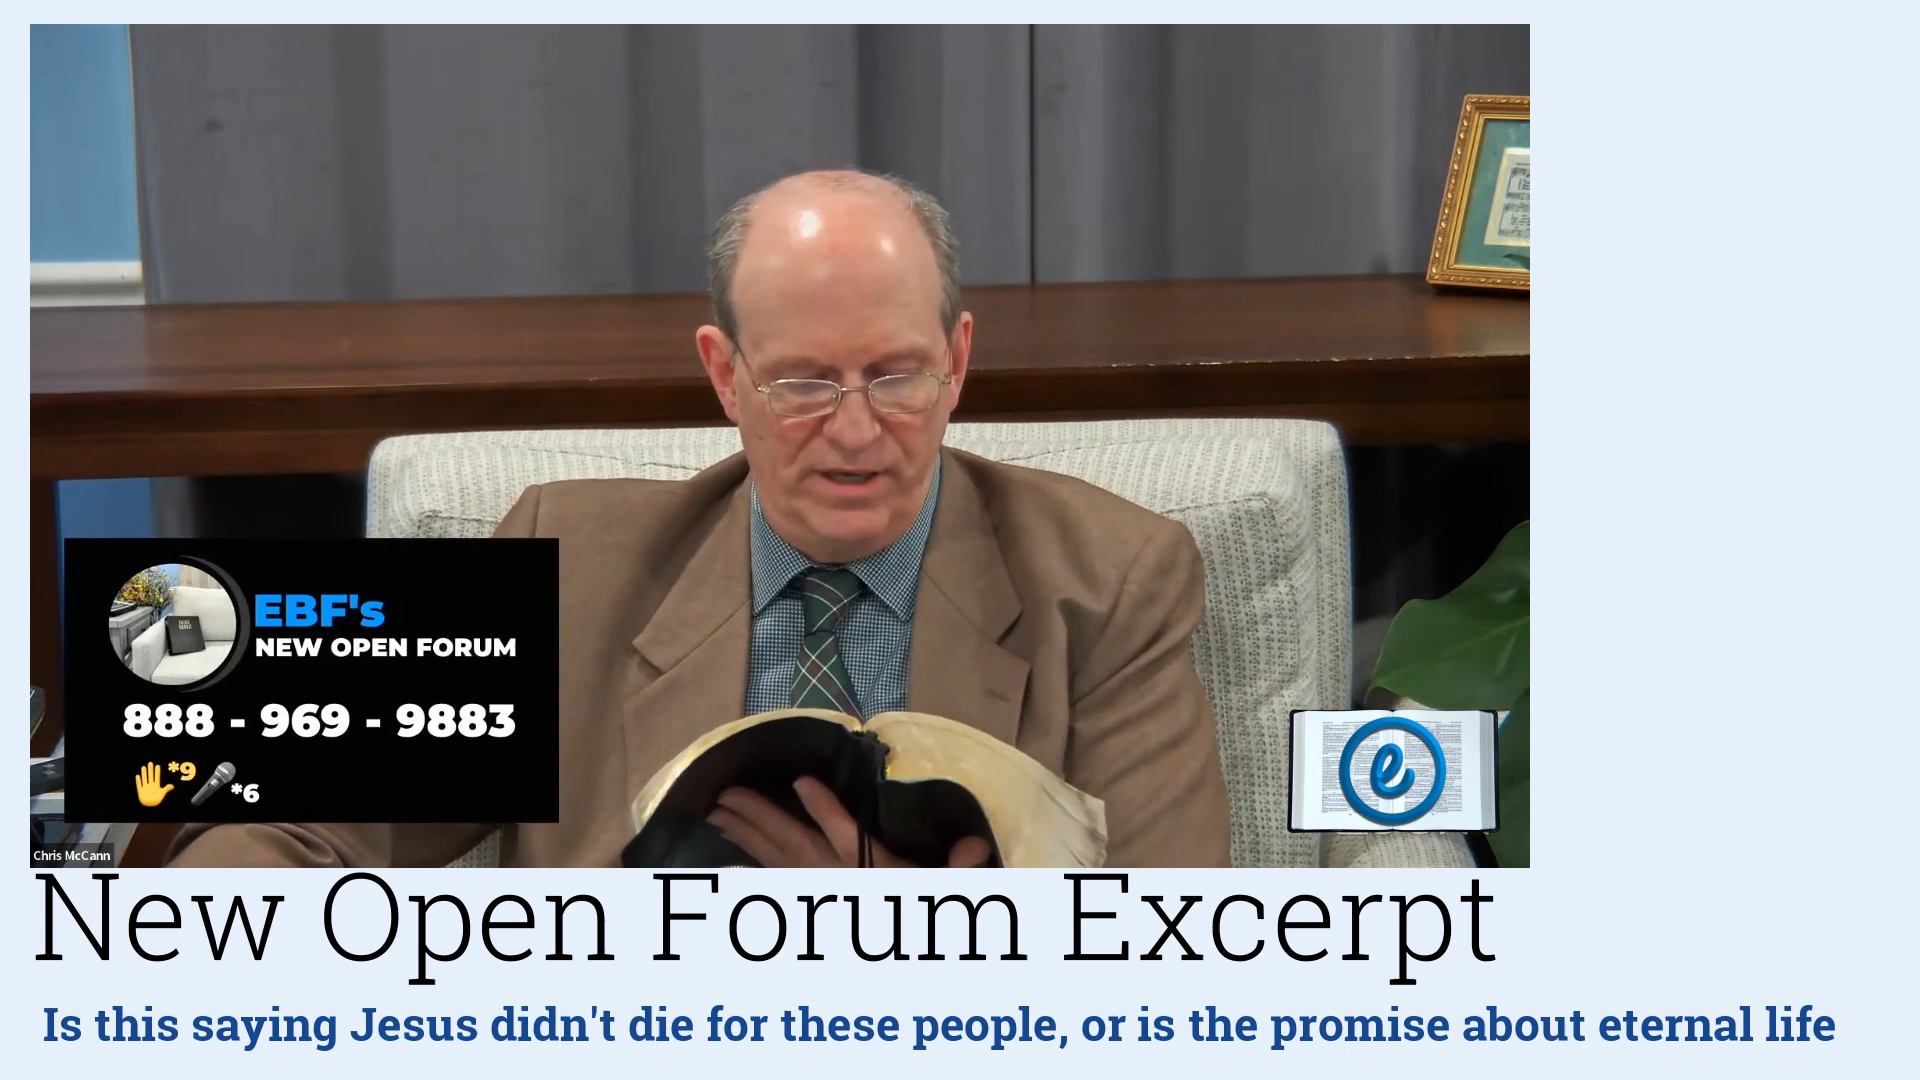 EBF's
NEW OPEN FORUM
888 - 969 - 9883
*9
*6
e
Chris McCann
New Open Forum Excerpt
Is this saying Jesus didn't die for these people, or is the promise about eternal life